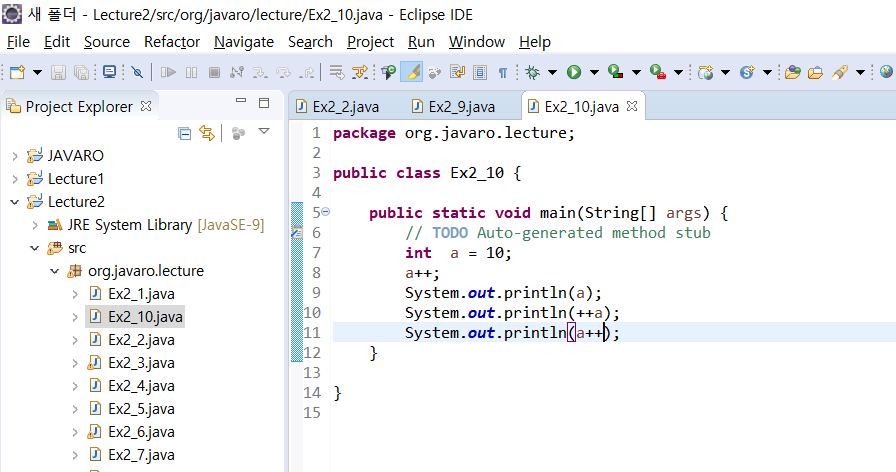 새 폴더 - Lecture2/src/org/javaro/lecture/Ex2_10.java - Eclipse IDE
File Edit Source Refactor Navigate Search Project Run Window Help
Project Explorer
Ex2_2.java Ex2_9.java Ex2_10.java
JAVARO
Lecture1
Lecture2
JRE System Library [JavaSE-9]
src
org.javaro.lecture
Ex2_1.java
Ex2_10.java
Ex2_2.java
Ex2_3.java
Ex2_4.java
Ex2_5.java
Ex2_6.java
Ex2_7.java
1 package org.javaro.lecture;
2
3 public class Ex2_10 {
4
5 public static void main(String[] args) {
6 // TODO Auto-generated method stub
7 int  a = 10;
8 a++;
9 System.out.println(a);
10 System.out.println(++a);
11 System.out.println(a++);
12 }
13
14 }
15